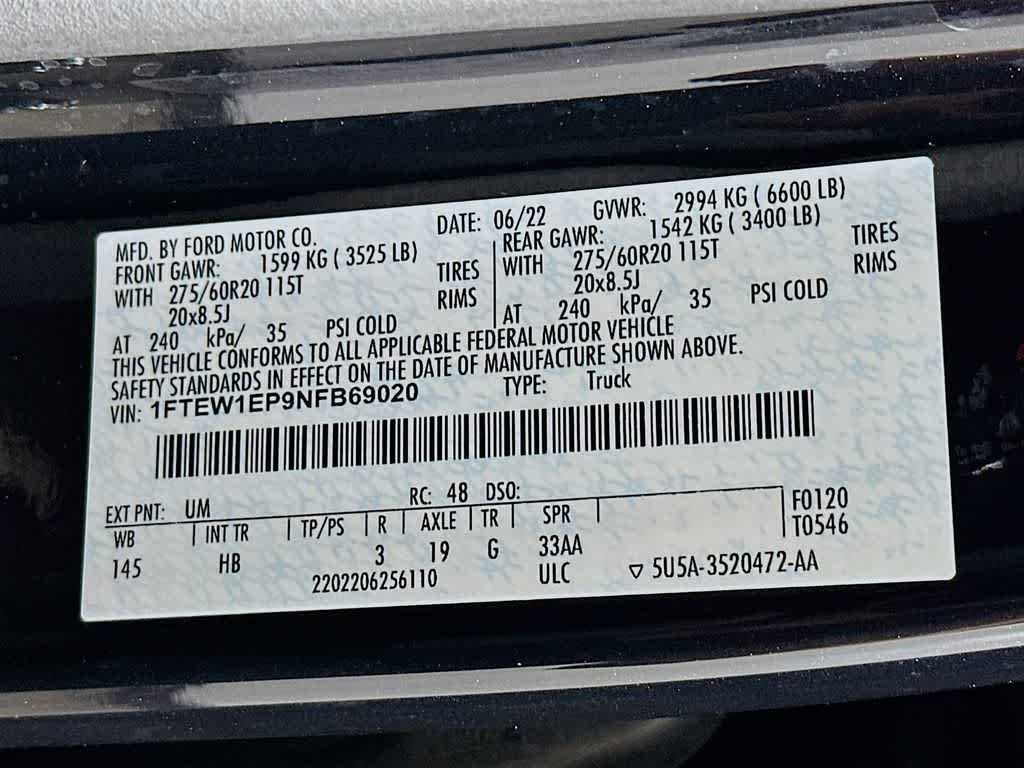 MFD. BY FORD MOTOR CO. DATE: 06/22 GVWR: 2994 KG ( 6600 LB)
FRONT GAWR: 1599 KG ( 3525 LB) REAR GAWR: 1542 KG ( 3400 LB)
WITH 275/60R20 115T TIRES WITH 275/60R20 115T TIRES
20x8.5J RIMS 20x8.5J RIMS
AT 240 kPa/ 35 PSI COLD AT 240 kPa/ 35 PSI COLD
THIS VEHICLE CONFORMS TO ALL APPLICABLE FEDERAL MOTOR VEHICLE
SAFETY STANDARDS IN EFFECT ON THE DATE OF MANUFACTURE SHOWN ABOVE.
VIN: 1FTEW1EP9NFB69020 TYPE: Truck
EXT PNT: UM RC: 48 DSO: F0120
WB INT TR TP/PS R AXLE TR SPR T0546
145 HB 3 19 G 33AA
2202206256110 ULC ▽ 5U5A-3520472-AA